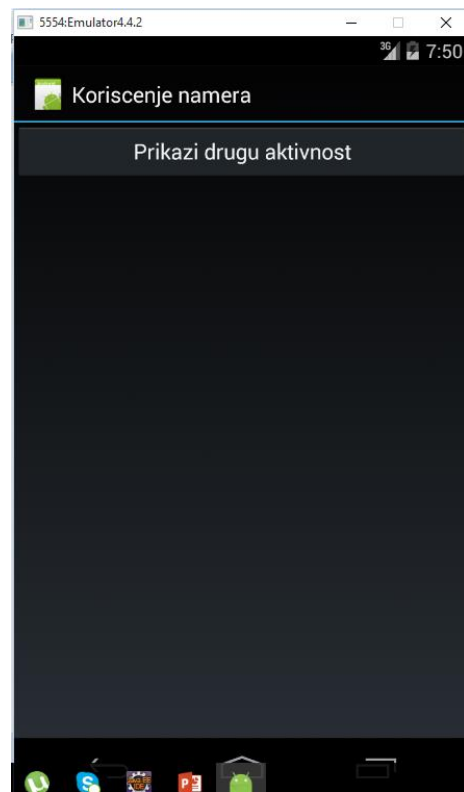 5554:Emulator4.4.2
3G 7:50
Koriscenje namera
Prikazi drugu aktivnost